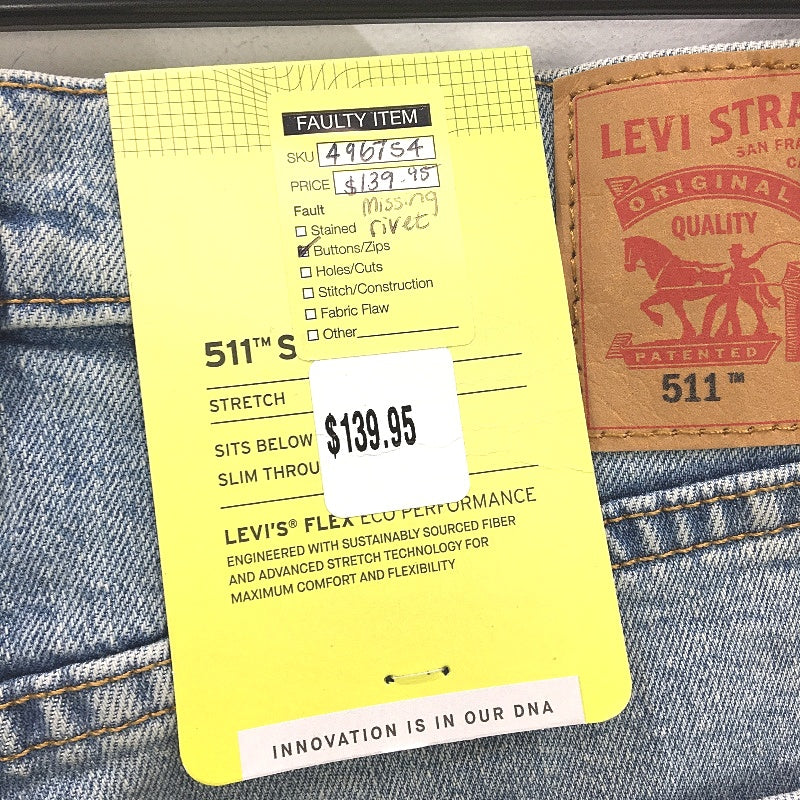 FAULTY ITEM
SKU 496754
PRICE $139.95
Fault Missing
Stained rivet
Buttons/Zips
Holes/Cuts
Stitch/Construction
Fabric Flaw
Other
511™ S
STRETCH
SITS BELOW
SLIM THROU
$139.95
LEVI'S® FLEX ECO PERFORMANCE
ENGINEERED WITH SUSTAINABLY SOURCED FIBER
AND ADVANCED STRETCH TECHNOLOGY FOR
MAXIMUM COMFORT AND FLEXIBILITY
INNOVATION IS IN OUR DNA
LEVI STRA
SAN FRA
CA
ORIGINAL
QUALITY
PATENTED
511™